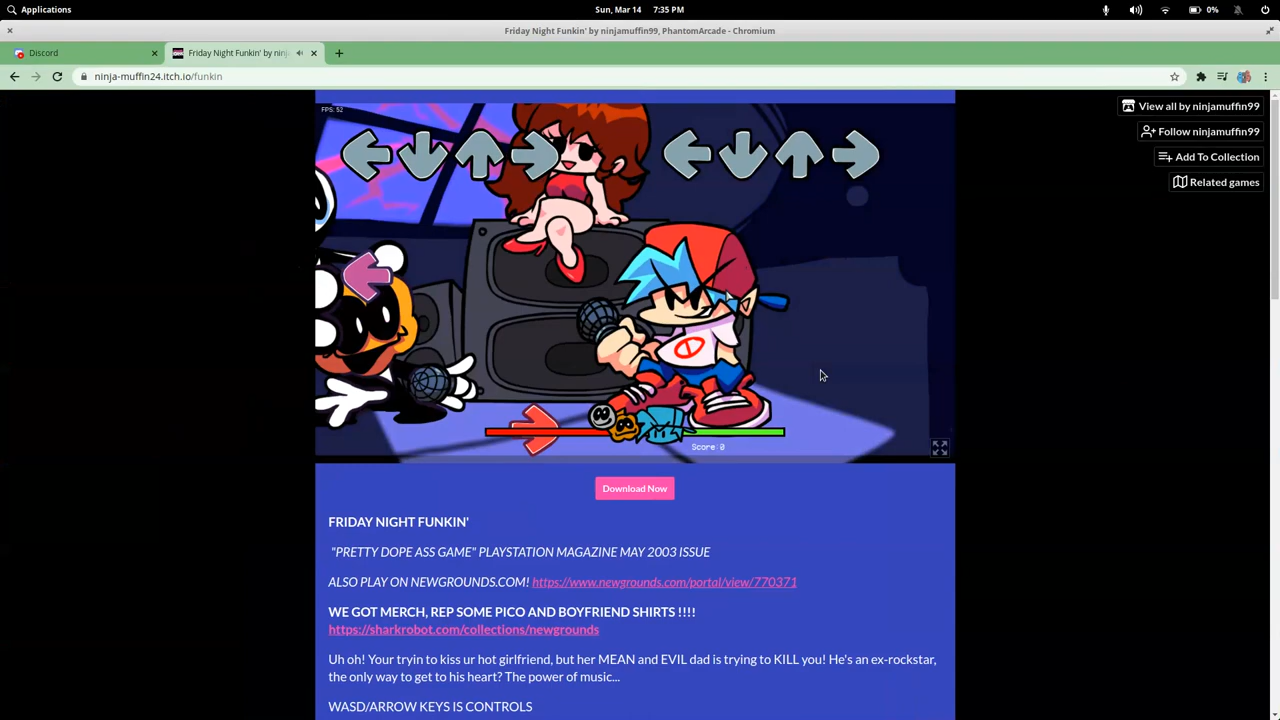 Applications
Sun, Mar 14   7:35 PM
0%
Friday Night Funkin' by ninjamuffin99, PhantomArcade - Chromium
Discord
Friday Night Funkin' by ninj
ninja-muffin24.itch.io/funkin
View all by ninjamuffin99
Follow ninjamuffin99
Add To Collection
Related games
FPS: 52
Score:0
Download Now
FRIDAY NIGHT FUNKIN'
"PRETTY DOPE ASS GAME" PLAYSTATION MAGAZINE MAY 2003 ISSUE
ALSO PLAY ON NEWGROUNDS.COM! https://www.newgrounds.com/portal/view/770371
WE GOT MERCH, REP SOME PICO AND BOYFRIEND SHIRTS !!!!
https://sharkrobot.com/collections/newgrounds
Uh oh! Your tryin to kiss ur hot girlfriend, but her MEAN and EVIL dad is trying to KILL you! He's an ex-rockstar,
the only way to get to his heart? The power of music...
WASD/ARROW KEYS IS CONTROLS